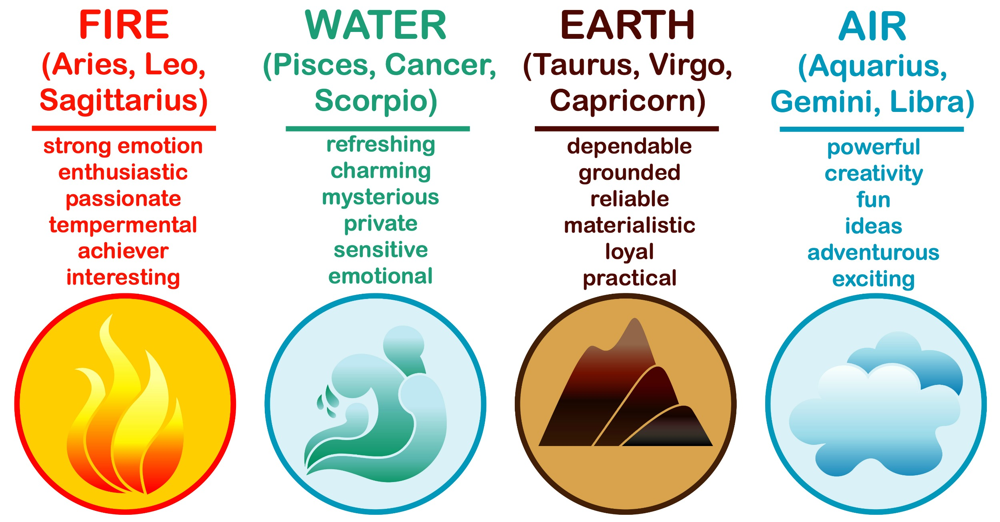 FIRE
(Aries, Leo,
Sagittarius)
strong emotion
enthusiastic
passionate
tempermental
achiever
interesting
WATER
(Pisces, Cancer,
Scorpio)
refreshing
charming
mysterious
private
sensitive
emotional
EARTH
(Taurus, Virgo,
Capricorn)
dependable
grounded
reliable
materialistic
loyal
practical
AIR
(Aquarius,
Gemini, Libra)
powerful
creativity
fun
ideas
adventurous
exciting